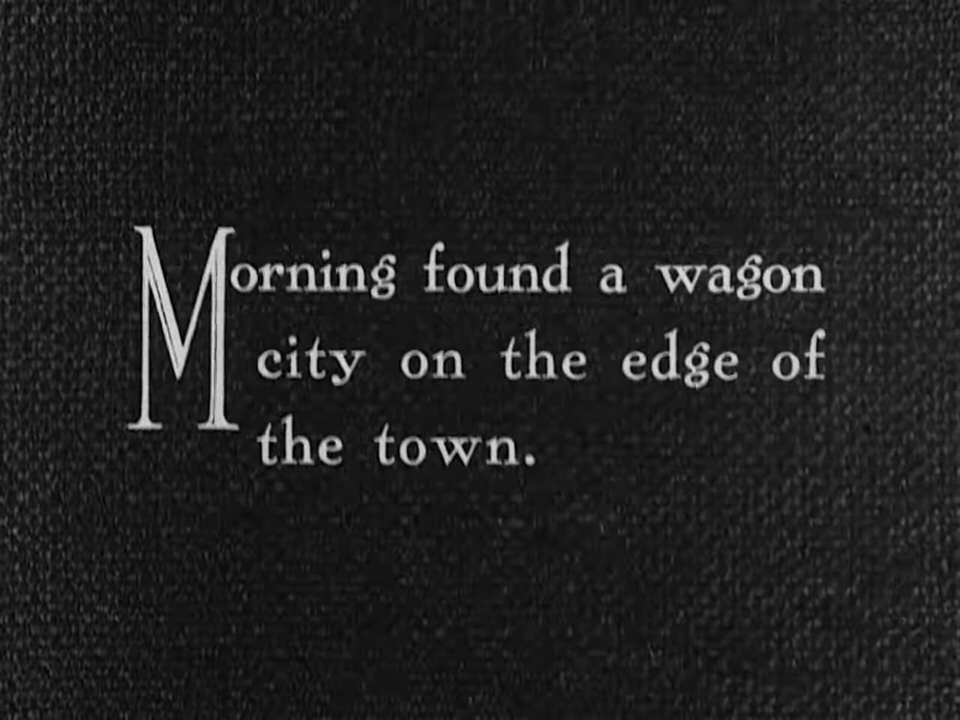 Morning found a wagon
city on the edge of
the town.